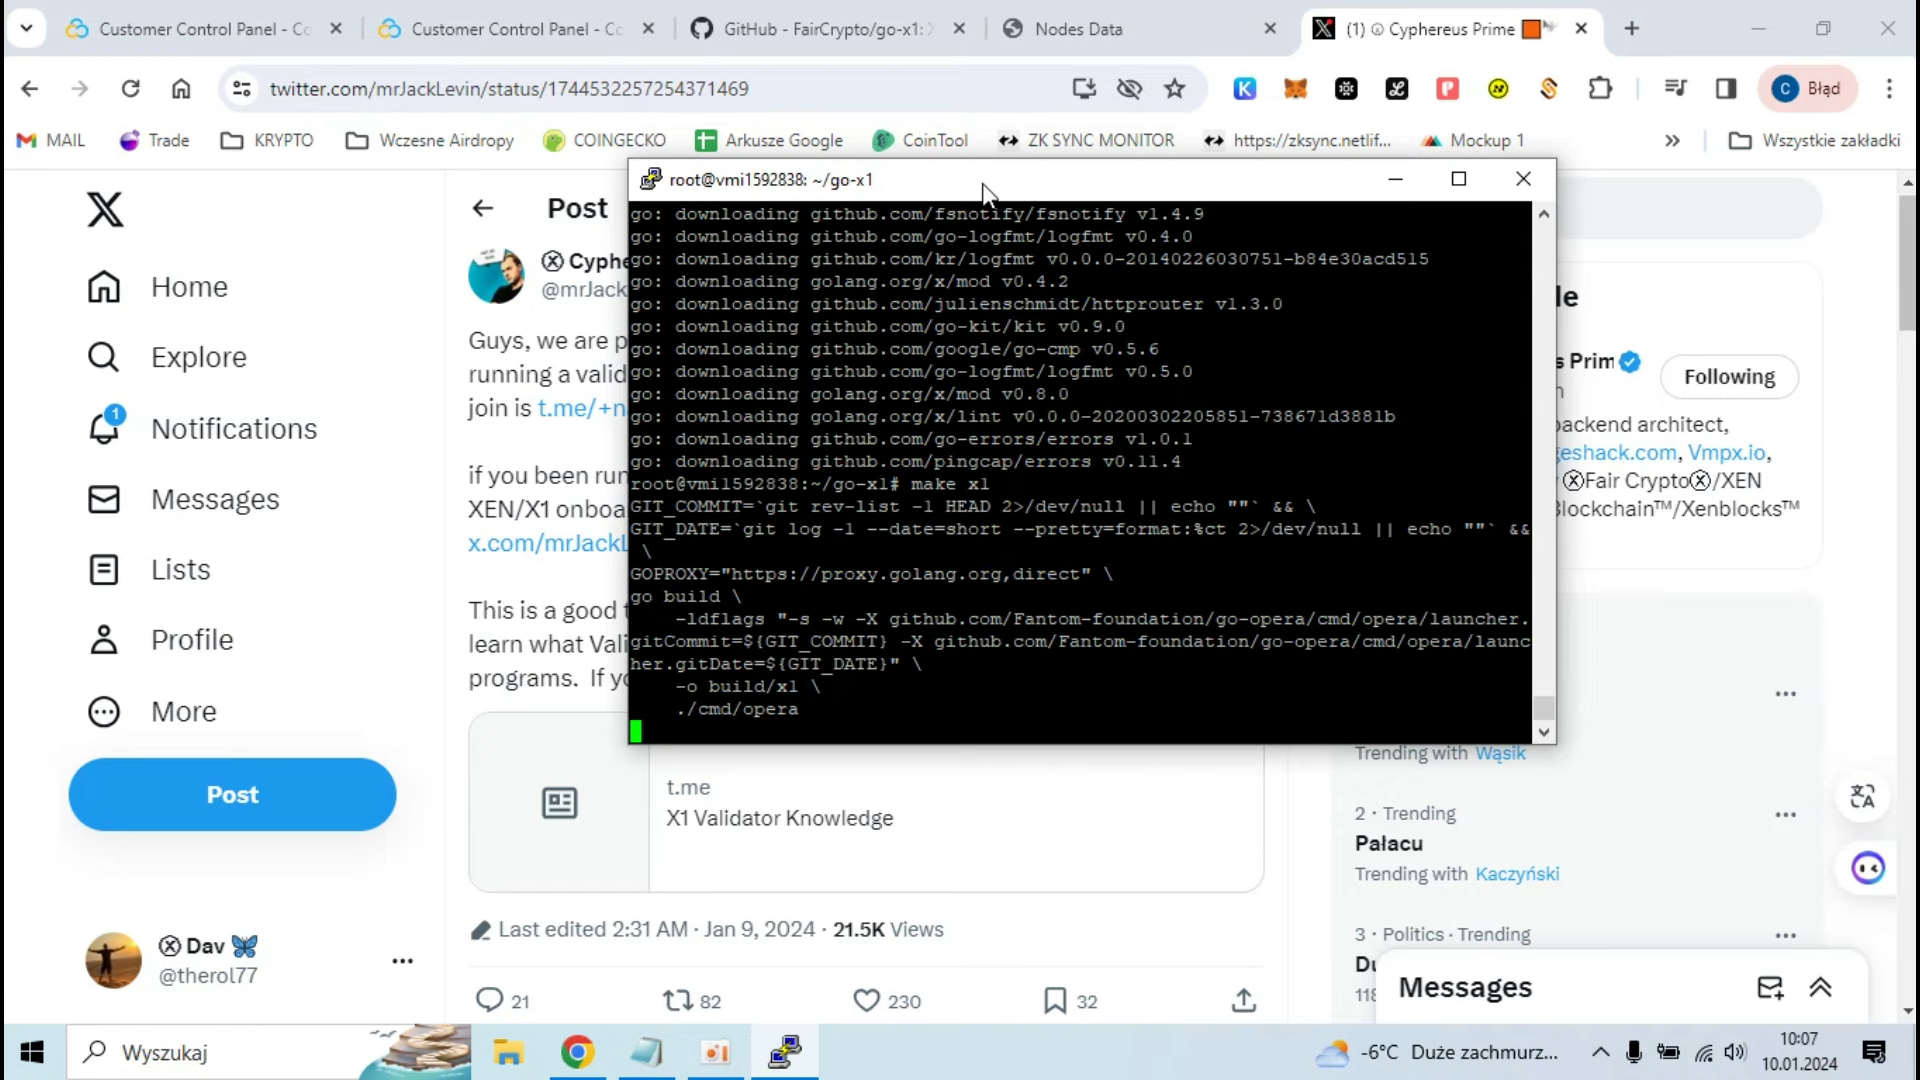 Customer Control Panel - Co
Customer Control Panel - Co
GitHub - FairCrypto/go-x1:
Nodes Data
(1) Ⓧ Cyphereus Prime
twitter.com/mrJackLevin/status/1744532257254371469
Błąd
MAIL
Trade
KRYPTO
Wczesne Airdropy
COINGECKO
Arkusze Google
CoinTool
ZK SYNC MONITOR
https://zksync.netlif...
Mockup 1
Wszystkie zakładki
root@vmi1592838: ~/go-x1
go: downloading github.com/fsnotify/fsnotify v1.4.9
go: downloading github.com/go-logfmt/logfmt v0.4.0
go: downloading github.com/kr/logfmt v0.0.0-20140226030751-b84e30acd515
go: downloading golang.org/x/mod v0.4.2
go: downloading github.com/julienschmidt/httprouter v1.3.0
go: downloading github.com/go-kit/kit v0.9.0
go: downloading github.com/google/go-cmp v0.5.6
go: downloading github.com/go-logfmt/logfmt v0.5.0
go: downloading golang.org/x/mod v0.8.0
go: downloading golang.org/x/lint v0.0.0-20200302205851-738671d3881b
go: downloading github.com/go-errors/errors v1.0.1
go: downloading github.com/pingcap/errors v0.11.4
root@vmi1592838:~/go-x1# make x1
GIT_COMMIT=`git rev-list -1 HEAD 2>/dev/null || echo ""` && \
GIT_DATE=`git log -1 --date=short --pretty=format:%ct 2>/dev/null || echo ""` &&
\
GOPROXY="https://proxy.golang.org,direct" \
go build \
-ldflags "-s -w -X github.com/Fantom-foundation/go-opera/cmd/opera/launcher.
gitCommit=${GIT_COMMIT} -X github.com/Fantom-foundation/go-opera/cmd/opera/launc
her.gitDate=${GIT_DATE}" \
-o build/x1 \
./cmd/opera
Home
Explore
1
Notifications
Messages
Lists
Profile
More
Post
Ⓧ Dav
@therol77
Post
Ⓧ Cyphe
@mrJack
Guys, we are p
running a valid
join is t.me/+n
if you been run
XEN/X1 onboa
x.com/mrJackL
This is a good t
learn what Vali
programs. If yo
t.me
X1 Validator Knowledge
Last edited 2:31 AM · Jan 9, 2024 · 21.5K Views
21
82
230
32
le
s Prim
Following
backend architect,
geshack.com, Vmpx.io,
ⓍFair CryptoⓍ/XEN
Blockchain™/Xenblocks™
Trending with Wąsik
2 · Trending
Pałacu
Trending with Kaczyński
3 · Politics · Trending
118
Messages
Wyszukaj
-6°C Duże zachmurz...
10:07
10.01.2024